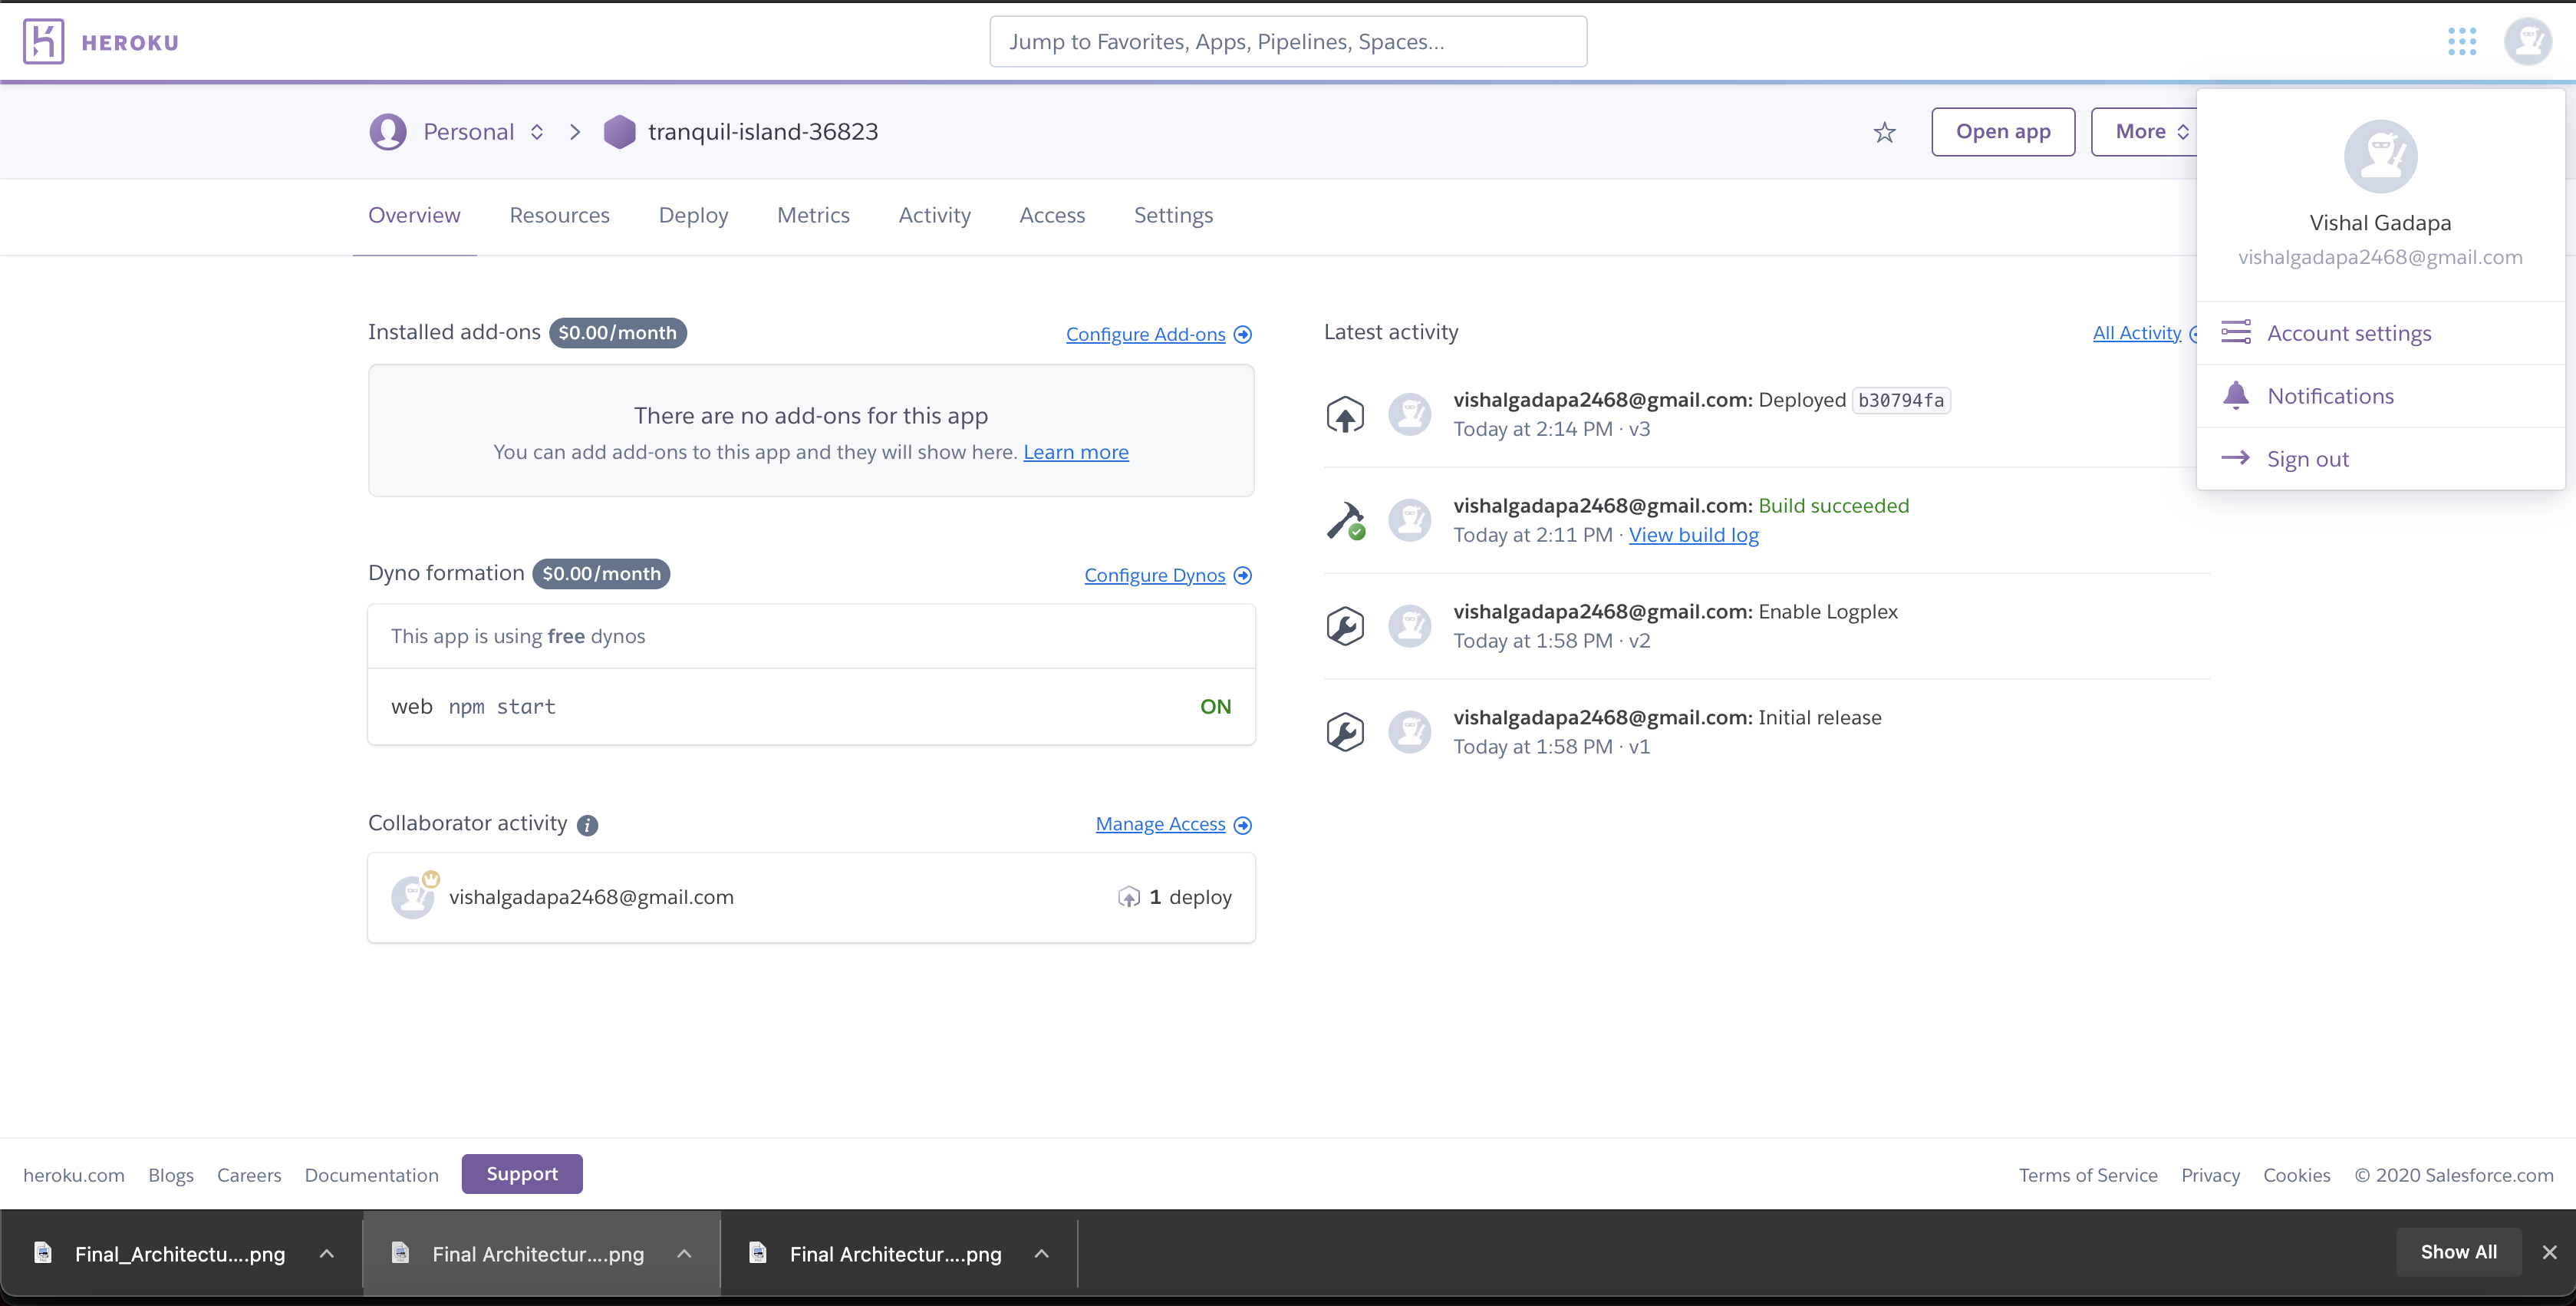 HEROKU
Jump to Favorites, Apps, Pipelines, Spaces...
Personal
tranquil-island-36823
Open app
More
Vishal Gadapa
vishalgadapa2468@gmail.com
Account settings
Notifications
Sign out
Overview Resources Deploy Metrics Activity Access Settings
Installed add-ons $0.00/month
Configure Add-ons
There are no add-ons for this app
You can add add-ons to this app and they will show here. Learn more
Dyno formation $0.00/month
Configure Dynos
This app is using free dynos
web npm start ON
Collaborator activity
Manage Access
vishalgadapa2468@gmail.com 1 deploy
Latest activity
All Activity
vishalgadapa2468@gmail.com: Deployed b30794fa
Today at 2:14 PM · v3
vishalgadapa2468@gmail.com: Build succeeded
Today at 2:11 PM · View build log
vishalgadapa2468@gmail.com: Enable Logplex
Today at 1:58 PM · v2
vishalgadapa2468@gmail.com: Initial release
Today at 1:58 PM · v1
heroku.com Blogs Careers Documentation Support
Terms of Service Privacy Cookies © 2020 Salesforce.com
Final_Architectu....png
Final Architectur....png
Final Architectur....png
Show All